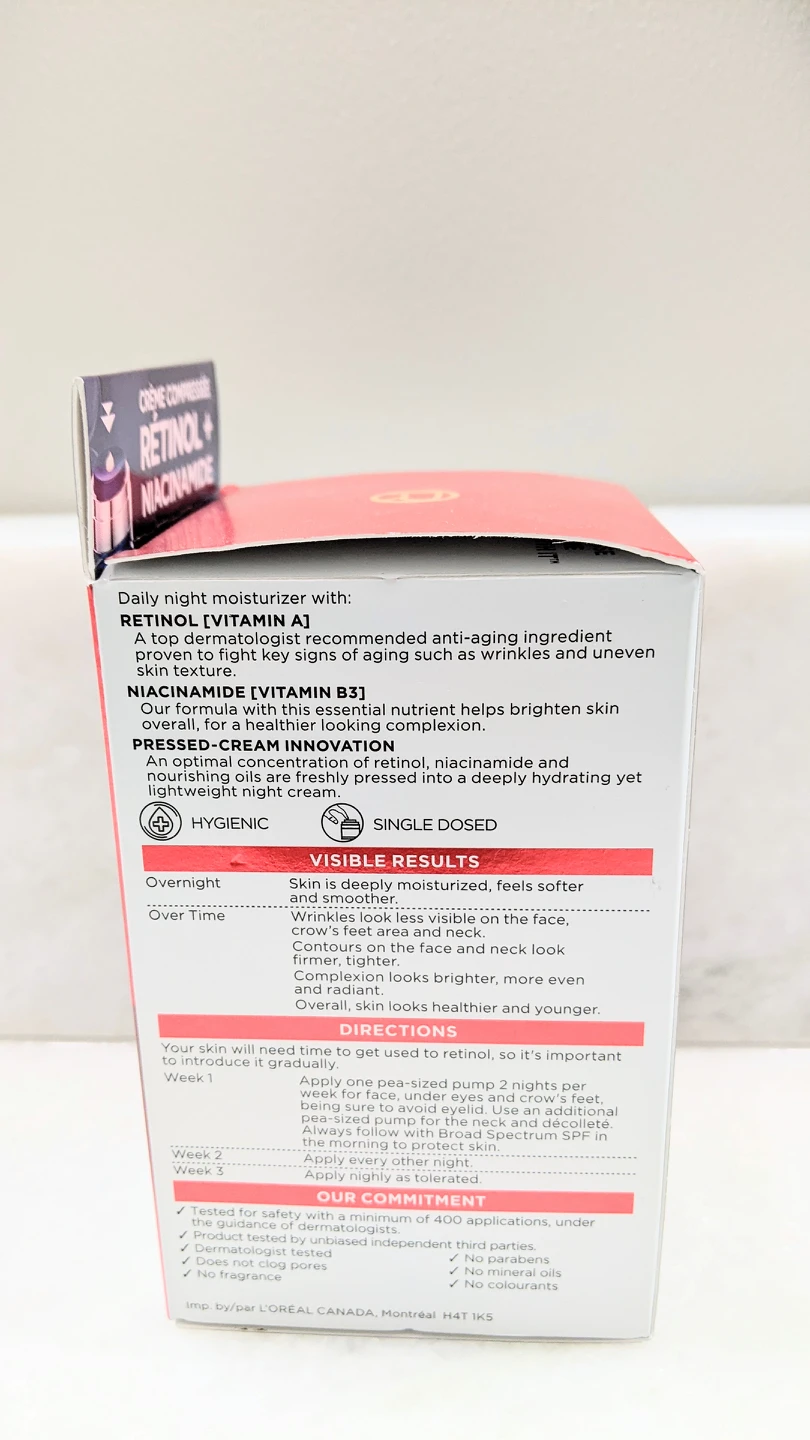 CRÈME COMPRESSÉE
RÉTINOL +
NIACINAMIDE
Daily night moisturizer with:
RETINOL [VITAMIN A]
A top dermatologist recommended anti-aging ingredient
proven to fight key signs of aging such as wrinkles and uneven
skin texture.
NIACINAMIDE [VITAMIN B3]
Our formula with this essential nutrient helps brighten skin
overall, for a healthier looking complexion.
PRESSED-CREAM INNOVATION
An optimal concentration of retinol, niacinamide and
nourishing oils are freshly pressed into a deeply hydrating yet
lightweight night cream.
HYGIENIC SINGLE DOSED
VISIBLE RESULTS
Overnight Skin is deeply moisturized, feels softer
and smoother.
Over Time Wrinkles look less visible on the face,
crow's feet area and neck.
Contours on the face and neck look
firmer, tighter.
Complexion looks brighter, more even
and radiant.
Overall, skin looks healthier and younger.
DIRECTIONS
Your skin will need time to get used to retinol, so it's important
to introduce it gradually.
Week 1 Apply one pea-sized pump 2 nights per
week for face, under eyes and crow's feet,
being sure to avoid eyelid. Use an additional
pea-sized pump for the neck and décolleté.
Always follow with Broad Spectrum SPF in
the morning to protect skin.
Week 2 Apply every other night.
Week 3 Apply nighly as tolerated.
OUR COMMITMENT
✓ Tested for safety with a minimum of 400 applications, under
the guidance of dermatologists.
✓ Product tested by unbiased independent third parties.
✓ Dermatologist tested ✓ No parabens
✓ Does not clog pores ✓ No mineral oils
✓ No fragrance ✓ No colourants
Imp. by/par L'ORÉAL CANADA, Montréal H4T 1K5